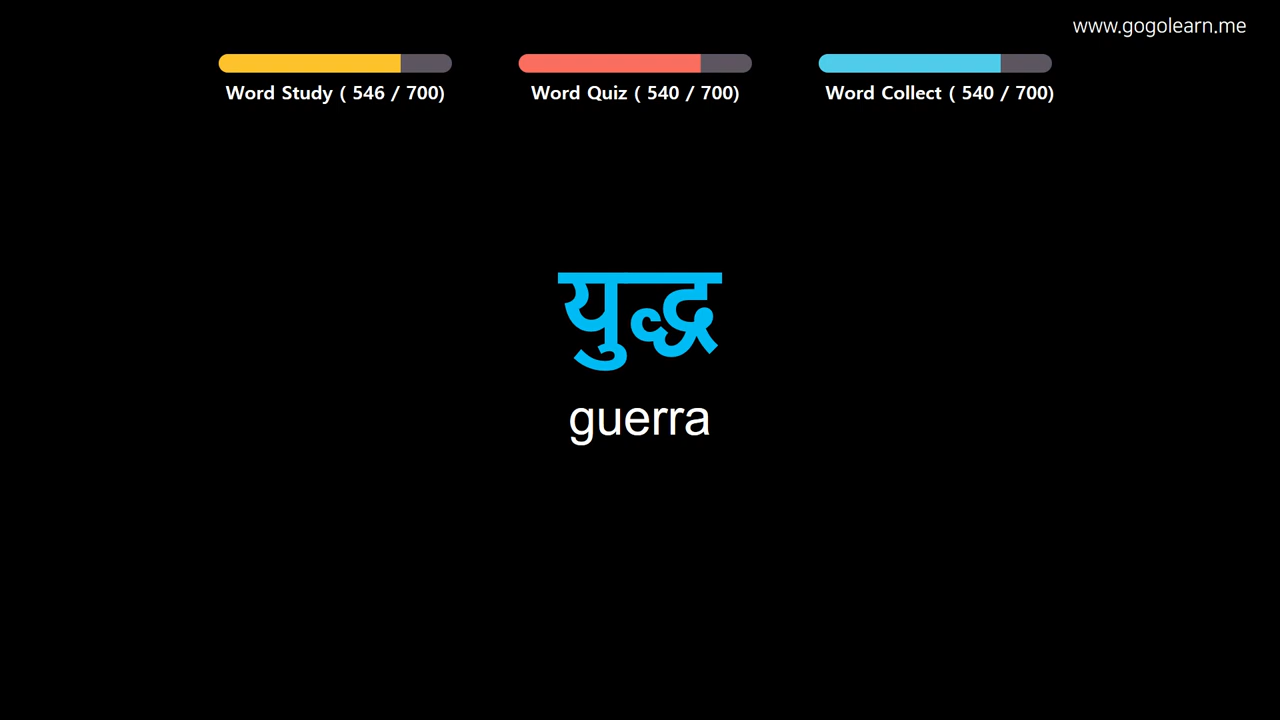 www.gogolearn.me
Word Study ( 546 / 700)
Word Quiz ( 540 / 700)
Word Collect ( 540 / 700)
युद्ध
guerra